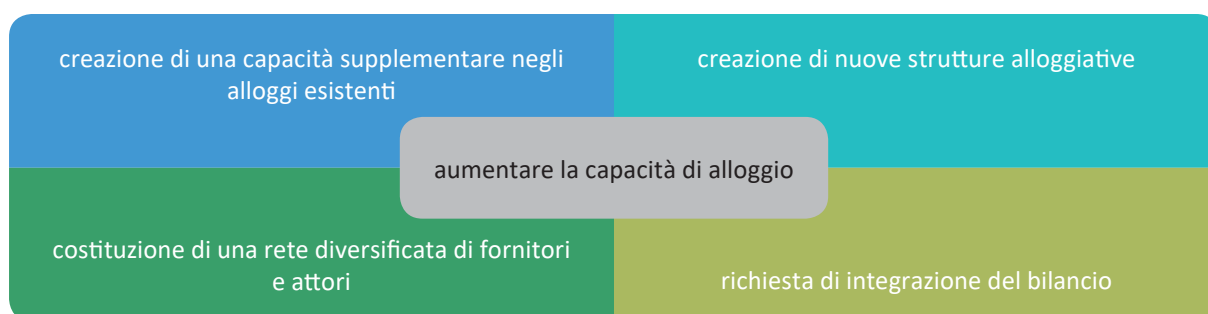 creazione di una capacità supplementare negli
alloggi esistenti
creazione di nuove strutture alloggiative
aumentare la capacità di alloggio
costituzione di una rete diversificata di fornitori
e attori
richiesta di integrazione del bilancio